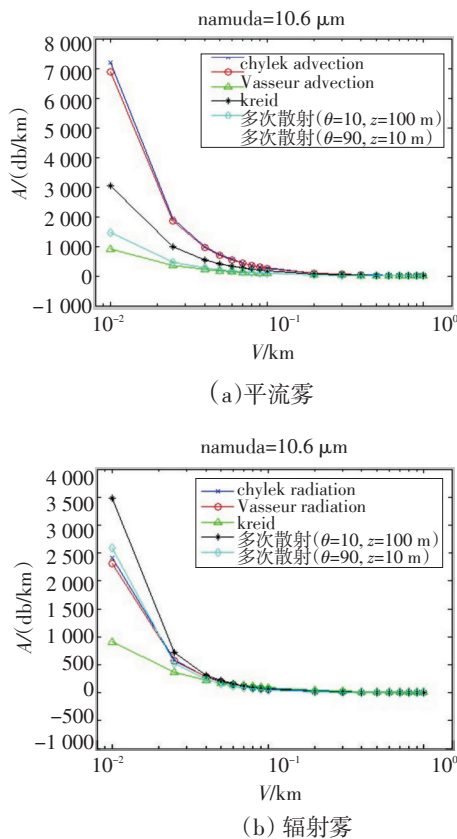 namuda=10.6 μm
8 000
7 000
6 000
5 000
4 000
3 000
2 000
1 000
0
−1 000
A/(db/km)
chylek advection
Vasseur advection
kreid
多次散射(θ=10, z=100 m)
多次散射(θ=90, z=10 m)
10⁻² 10⁻¹ 10⁰
V/km
(a)平流雾
namuda=10.6 μm
4 000
3 500
3 000
2 500
2 000
1 500
1 000
500
0
−500
−1 000
A/(db/km)
chylek radiation
Vasseur radiation
kreid
多次散射(θ=10, z=100 m)
多次散射(θ=90, z=10 m)
10⁻² 10⁻¹ 10⁰
V/km
(b) 辐射雾